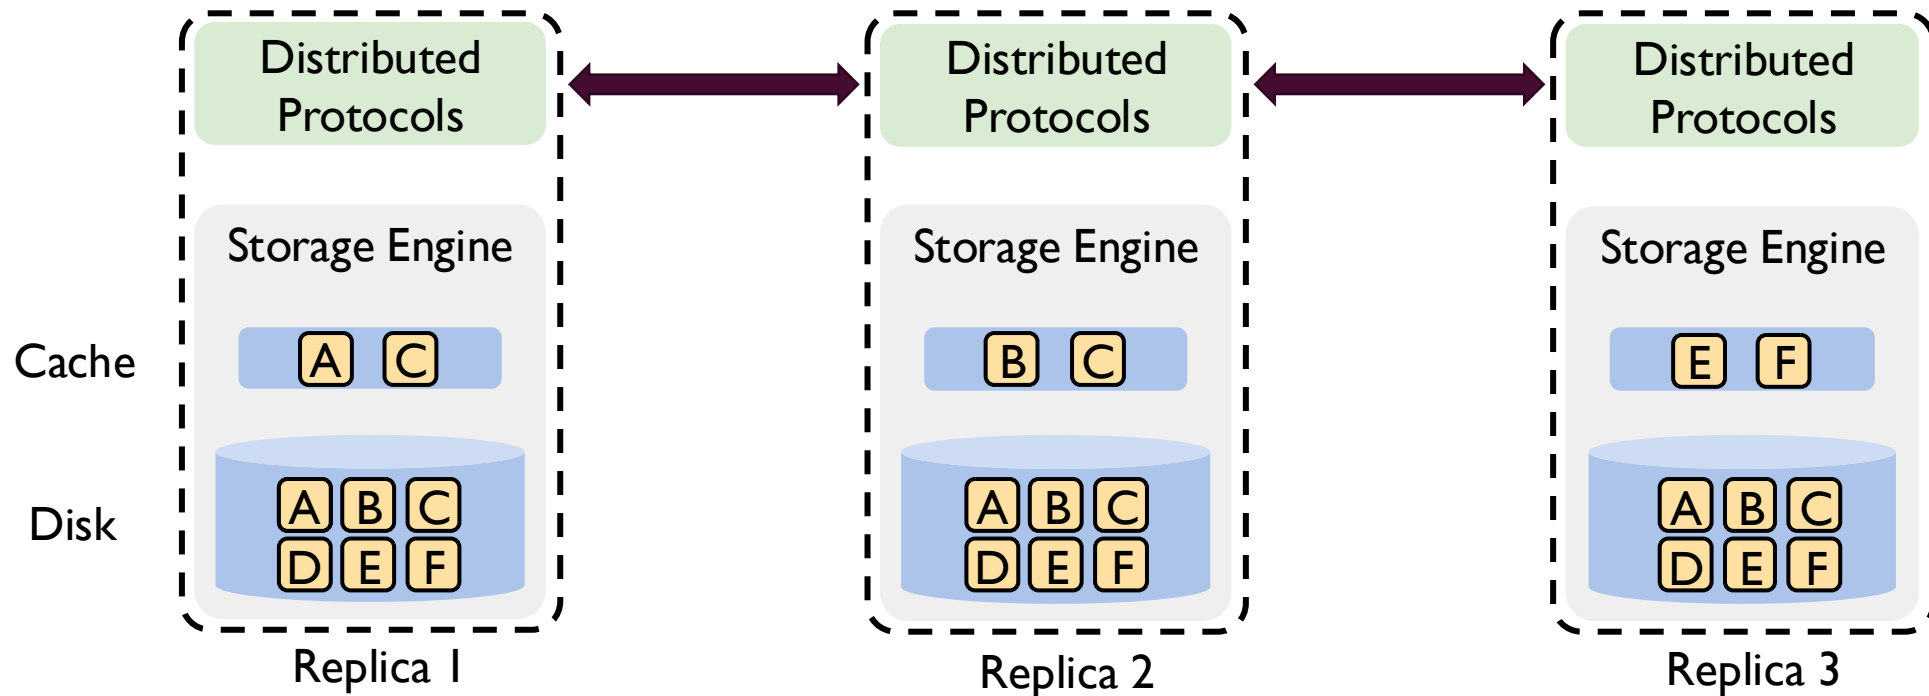 Distributed
Protocols
Distributed
Protocols
Distributed
Protocols
Storage Engine
Storage Engine
Storage Engine
Cache
A C
B C
E F
Disk
A B C
D E F
A B C
D E F
A B C
D E F
Replica 1
Replica 2
Replica 3